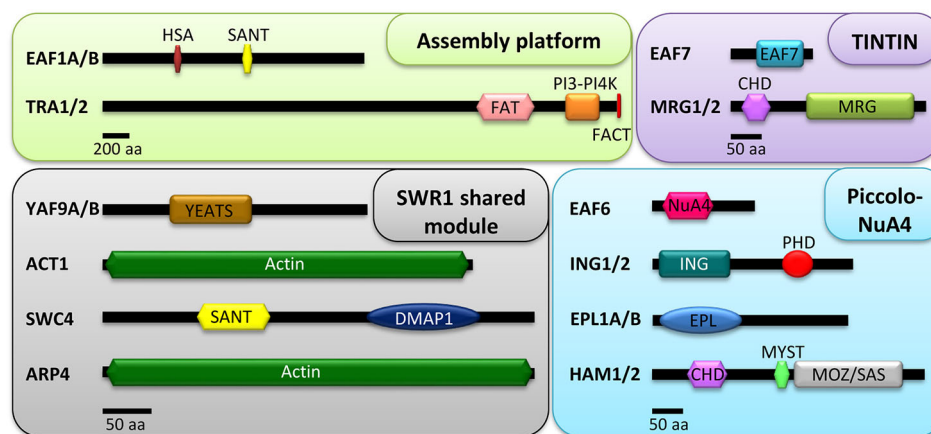 Assembly platform
HSA SANT
EAF1A/B
PI3-PI4K
TRA1/2 FAT
FACT
200 aa
TINTIN
EAF7 EAF7
CHD
MRG1/2 MRG
50 aa
SWR1 shared
module
YAF9A/B YEATS
ACT1 Actin
SWC4 SANT DMAP1
ARP4 Actin
50 aa
Piccolo-
NuA4
EAF6 NuA4
PHD
ING1/2 ING
EPL1A/B EPL
MYST
HAM1/2 CHD MOZ/SAS
50 aa